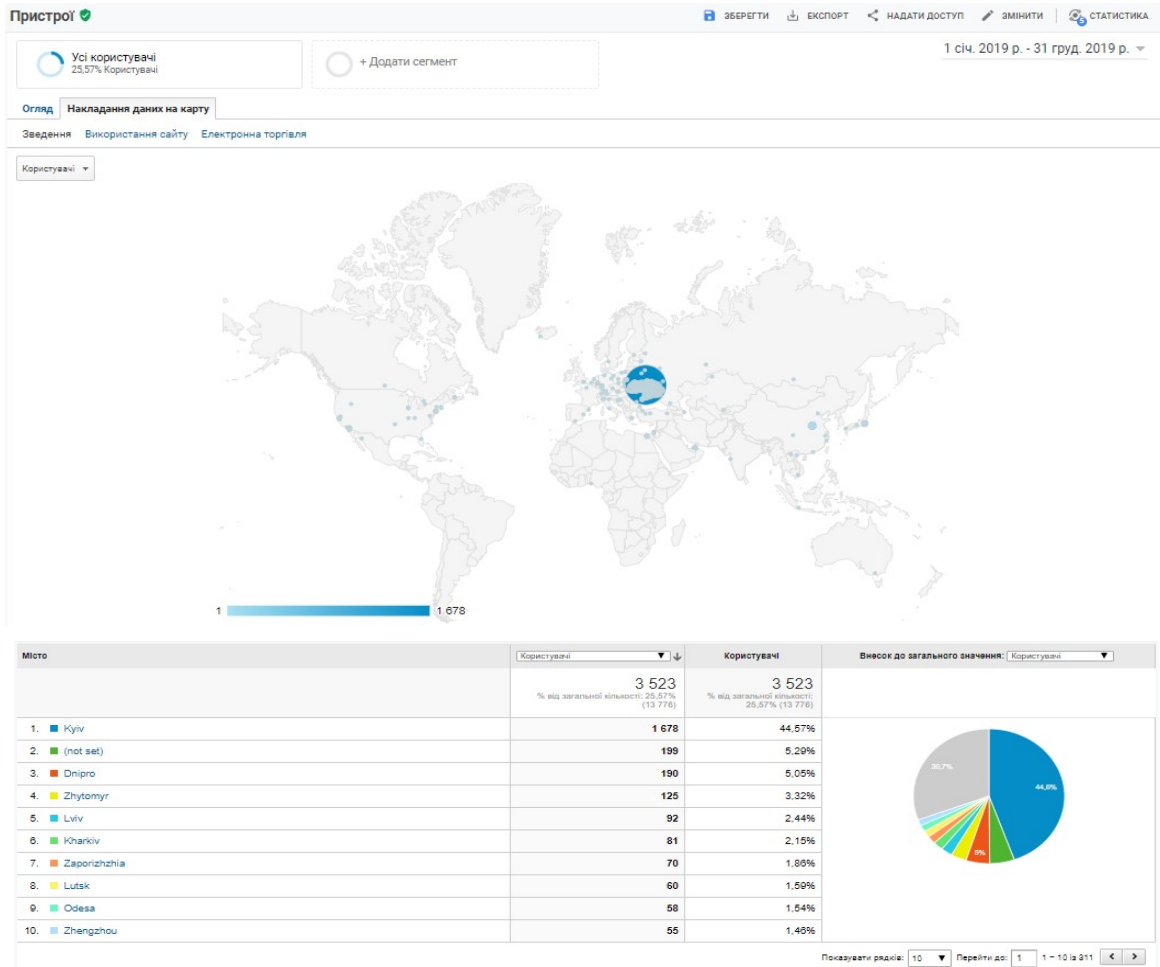 Пристрої
ЗБЕРЕГТИ ЕКСПОРТ НАДАТИ ДОСТУП ЗМІНИТИ 5 СТАТИСТИКА
Усі користувачі
25,57% Користувачі
+ Додати сегмент
1 січ. 2019 р. - 31 груд. 2019 р.
Огляд Накладання даних на карту
Зведення Використання сайту Електронна торгівля
Користувачі
1 1 678
Місто Користувачі Користувачі Внесок до загального значення: Користувачі
3 523 3 523
% від загальної кількості: 25,57% (13 776) % від загальної кількості: 25,57% (13 776)
1. Kyiv 1 678 44,57%
2. (not set) 199 5,29%
3. Dnipro 190 5,05%
4. Zhytomyr 125 3,32%
5. Lviv 92 2,44%
6. Kharkiv 81 2,15%
7. Zaporizhzhia 70 1,86%
8. Lutsk 60 1,59%
9. Odesa 58 1,54%
10. Zhengzhou 55 1,46%
30,7%
44,6%
5%
Показувати рядків: 10 Перейти до: 1 1 – 10 із 311